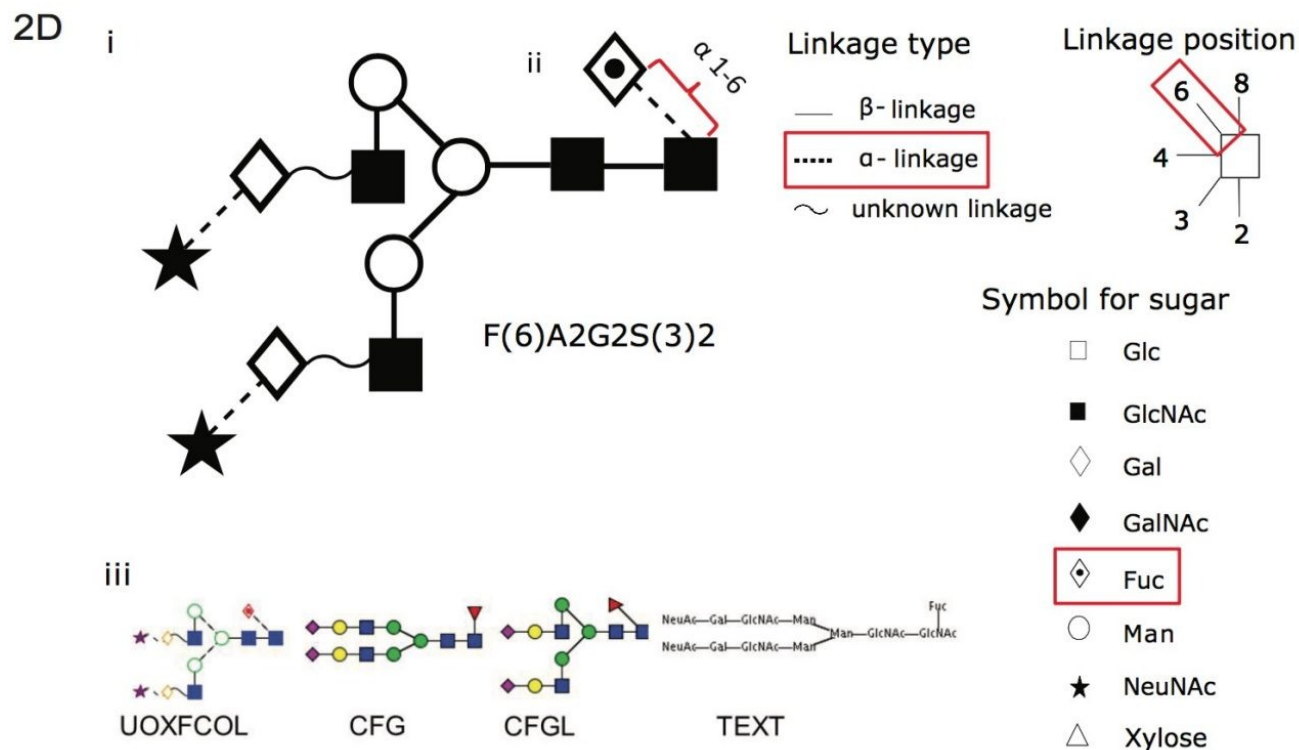 2D
i
ii
α 1-6
F(6)A2G2S(3)2
Linkage type
β- linkage
α- linkage
unknown linkage
Linkage position
6 8
4
3
2
Symbol for sugar
Glc
GlcNAc
Gal
GalNAc
Fuc
Man
NeuNAc
Xylose
iii
Fuc
NeuAc—Gal—GlcNAc—Man
Man—GlcNAc—GlcNAc
NeuAc—Gal—GlcNAc—Man
UOXFCOL CFG CFGL TEXT